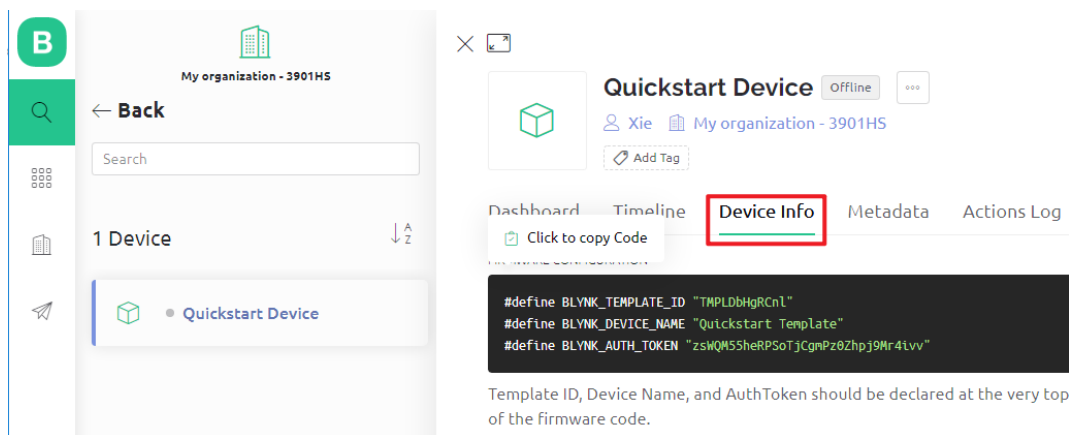 B
My organization - 3901HS
← Back
Search
1 Device
A
Z
Quickstart Device
Quickstart Device Offline
Xie My organization - 3901HS
Add Tag
Dashboard Timeline Device Info Metadata Actions Log
Click to copy Code
#define BLYNK_TEMPLATE_ID "TMPLDbHgRCnl"
#define BLYNK_DEVICE_NAME "Quickstart Template"
#define BLYNK_AUTH_TOKEN "zsWQM55heRPSoTjCgmPz0Zhpj9Mr4ivv"
Template ID, Device Name, and AuthToken should be declared at the very top
of the firmware code.